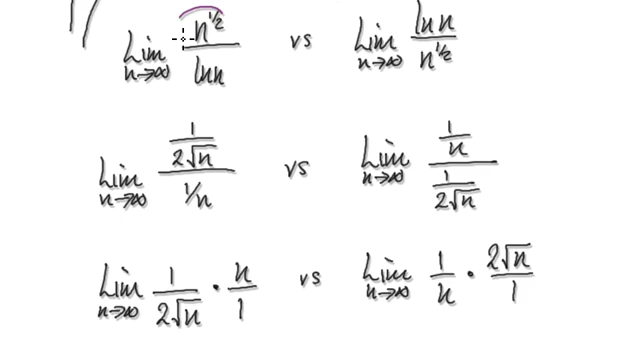 lim n→∞ n^½ / ln n vs lim n→∞ ln n / n^½
lim n→∞ (1 / 2√n) / (1/n) vs lim n→∞ (1 / n) / (1 / 2√n)
lim n→∞ 1 / 2√n · n / 1 vs lim n→∞ 1 / n · 2√n / 1